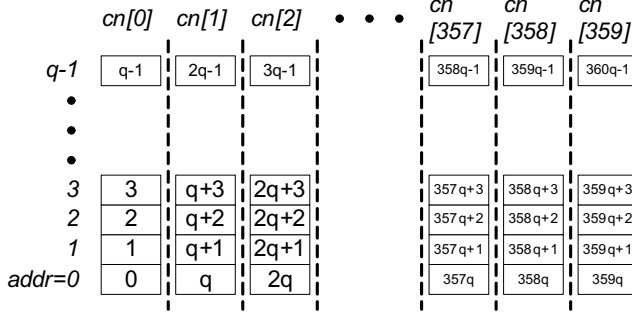 cn[0] cn[1] cn[2] • • • cn [357] cn [358] cn [359]
q-1 q-1 2q-1 3q-1 358q-1 359q-1 360q-1
3 3 q+3 2q+3 357q+3 358q+3 359q+3
2 2 q+2 2q+2 357q+2 358q+2 359q+2
1 1 q+1 2q+1 357q+1 358q+1 359q+1
addr=0 0 q 2q 357q 358q 359q